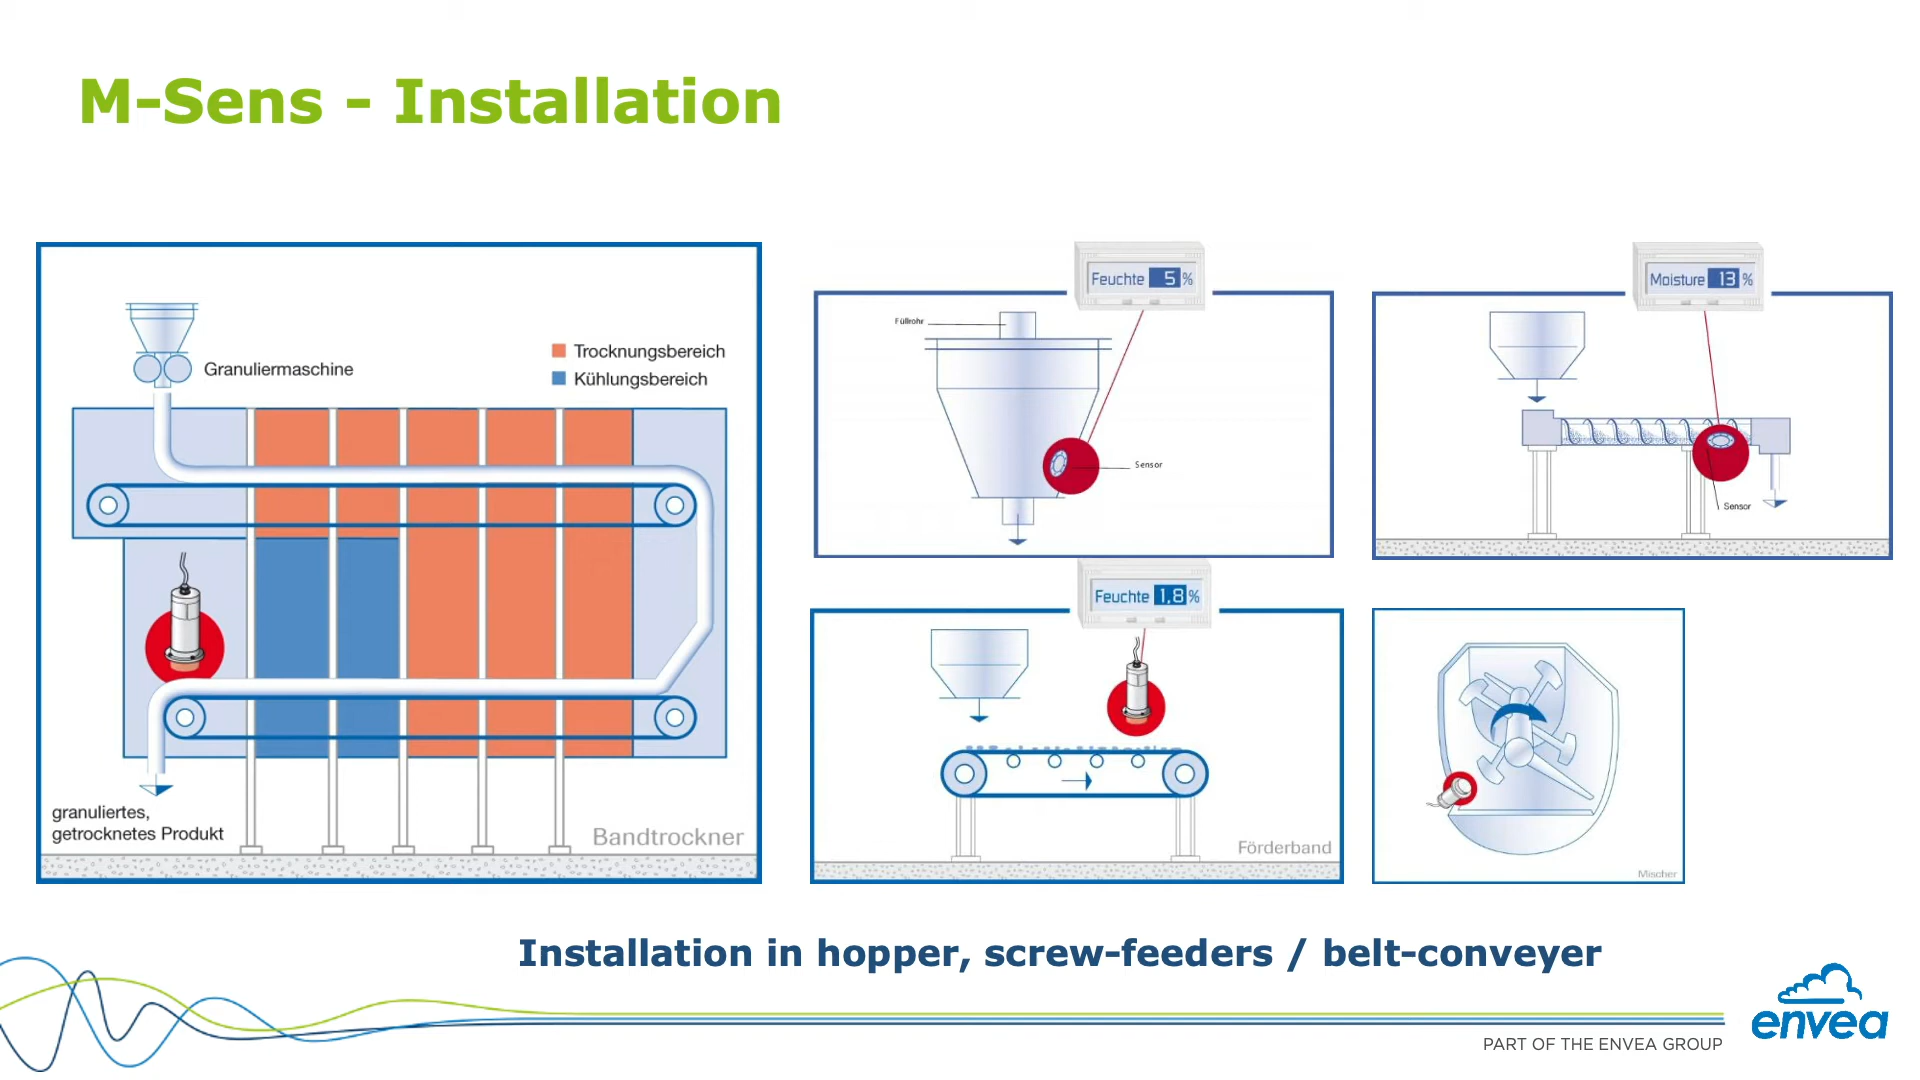 M-Sens - Installation
Granuliermaschine
Trocknungsbereich
Kühlungsbereich
granuliertes,
getrocknetes Produkt
Bandtrockner
Feuchte 5 %
Füllrohr
Sensor
Moisture 13 %
Sensor
Feuchte 1,8 %
Förderband
Mischer
Installation in hopper, screw-feeders / belt-conveyer
envea
PART OF THE ENVEA GROUP